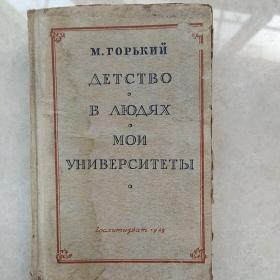 М. ГОРЬКИЙ
ДЕТСТВО
В ЛЮДЯХ
МОИ
УНИВЕРСИТЕТЫ
Гослитиздат